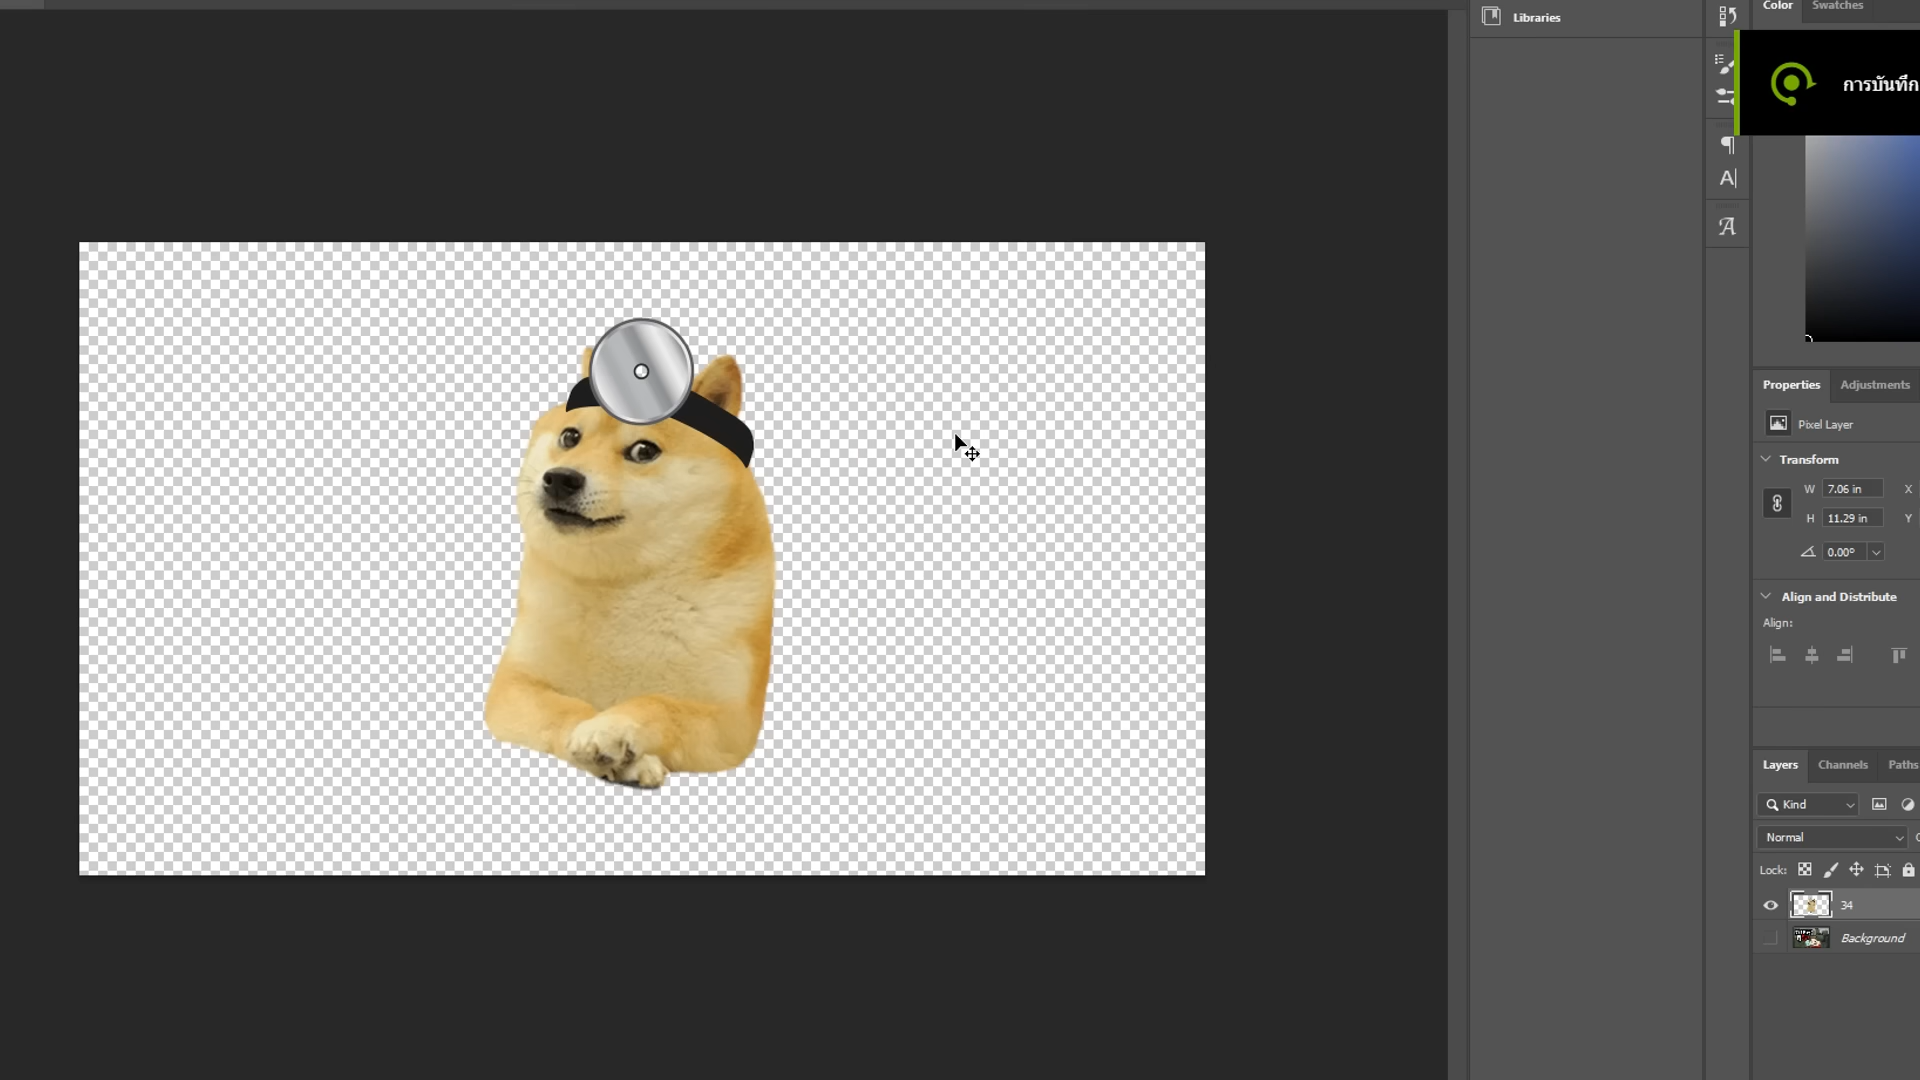 Libraries
Color Swatches
การบันทึก
A|
Properties Adjustments
Pixel Layer
Transform
W 7.06 in X
H 11.29 in Y
0.00°
Align and Distribute
Align:
Layers Channels Paths
Kind
Normal
Lock:
34
Background